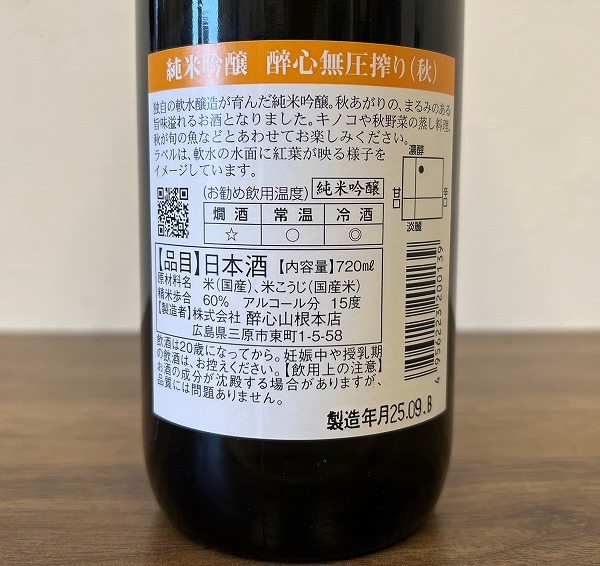 純米吟醸 酔心無圧搾り(秋)
独自の軟水醸造が育んだ純米吟醸。秋あがりの、まるみのある
旨味溢れるお酒となりました。キノコや秋野菜の蒸し料理、
秋が旬の魚などとあわせてお楽しみください。
ラベルは、軟水の水面に紅葉が映る様子を
イメージしています。
濃醇
甘口
辛口
淡麗
(お勧め飲用温度) 純米吟醸
燗酒 常温 冷酒
☆ ○ ◎
【品目】日本酒【内容量】720ml
原材料名 米(国産)、米こうじ(国産米)
精米歩合 60% アルコール分 15度
【製造者】株式会社 酔心山根本店
広島県三原市東町1-5-58
飲酒は20歳になってから。妊娠中や授乳期
の飲酒は、お控えください。【飲用上の注意】
お酒の成分が沈殿する場合がありますが、
品質には問題ありません。
4 956223 200139
製造年月25.09.B